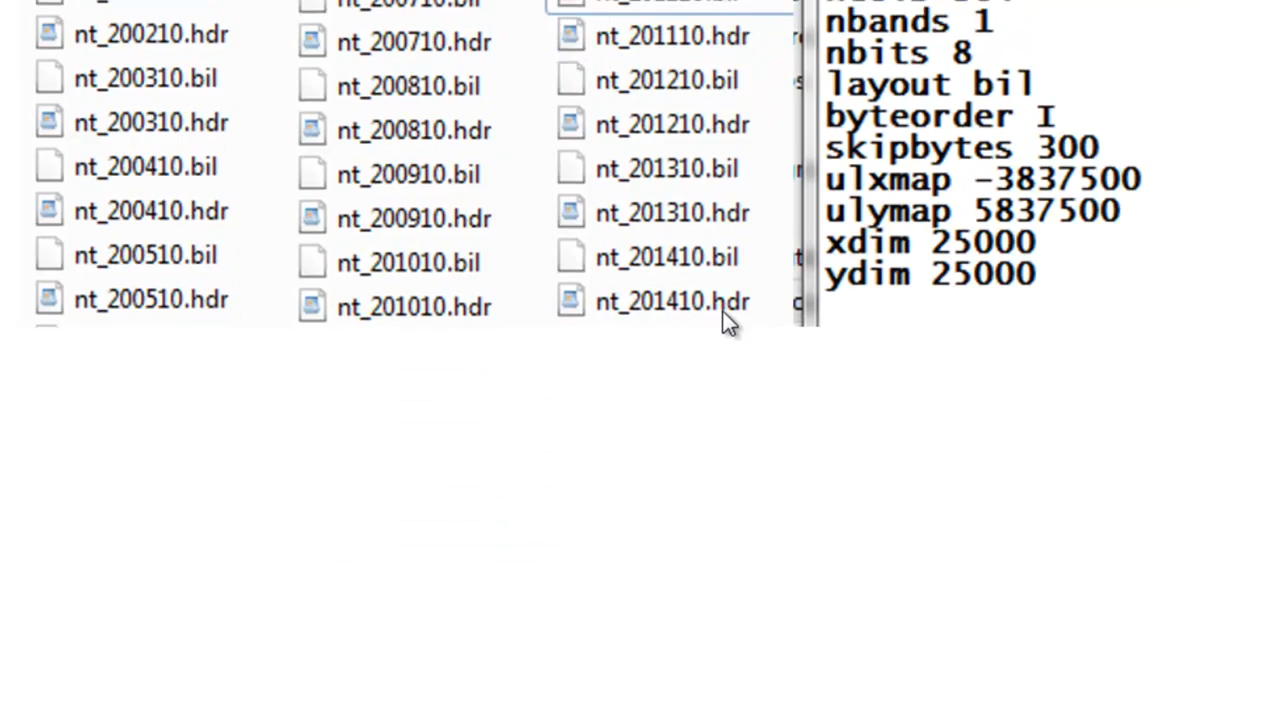 nt_200210.hdr
nt_200310.bil
nt_200310.hdr
nt_200410.bil
nt_200410.hdr
nt_200510.bil
nt_200510.hdr
nt_200710.bil
nt_200710.hdr
nt_200810.bil
nt_200810.hdr
nt_200910.bil
nt_200910.hdr
nt_201010.bil
nt_201010.hdr
nt_201110.hdr
nt_201210.bil
nt_201210.hdr
nt_201310.bil
nt_201310.hdr
nt_201410.bil
nt_201410.hdr
nbands 1
nbits 8
layout bil
byteorder I
skipbytes 300
ulxmap -3837500
ulymap 5837500
xdim 25000
ydim 25000